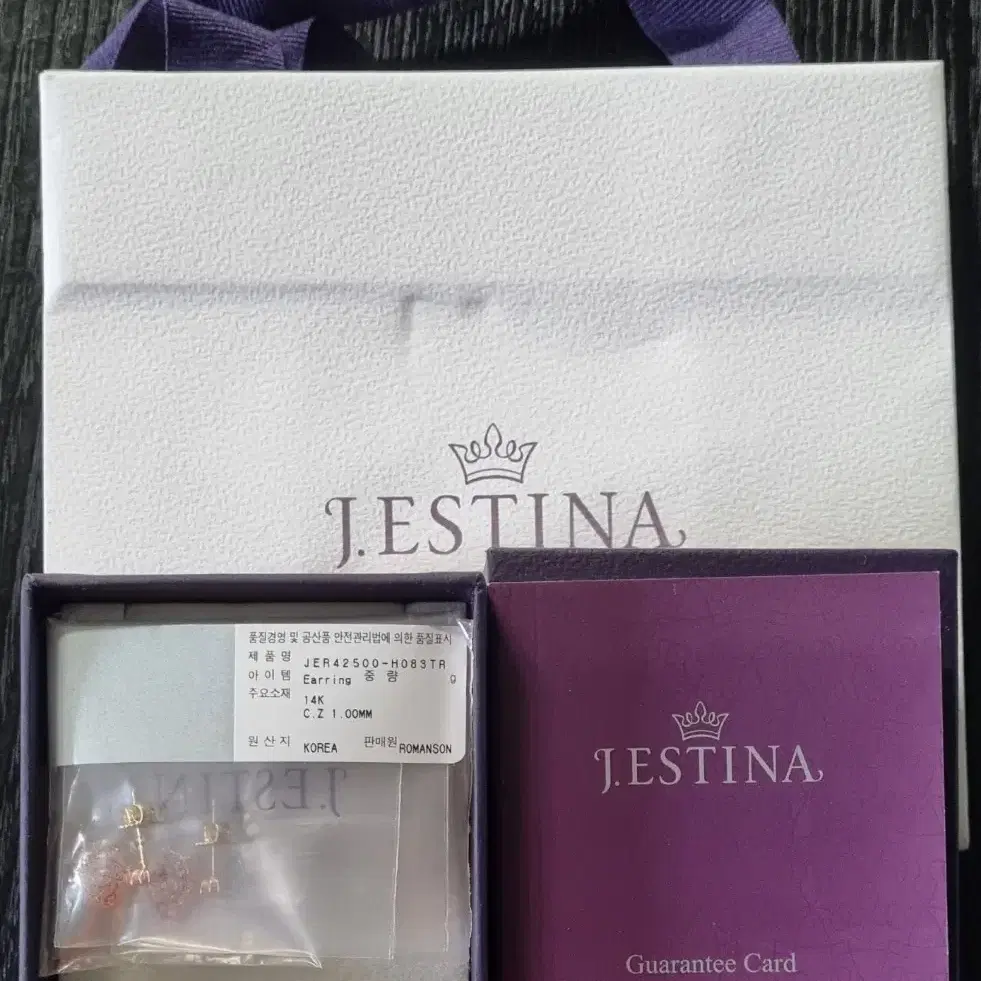 J.ESTINA
품질경영 및 공산품 안전관리법에 의한 품질표시
제 품 명 JER42500-H083TR
아 이 템 Earring 중 량 g
주요소재 14K
C.Z 1.00MM
원 산 지 KOREA 판매원 ROMANSON
J.ESTIN
J.ESTINA
Guarantee Card